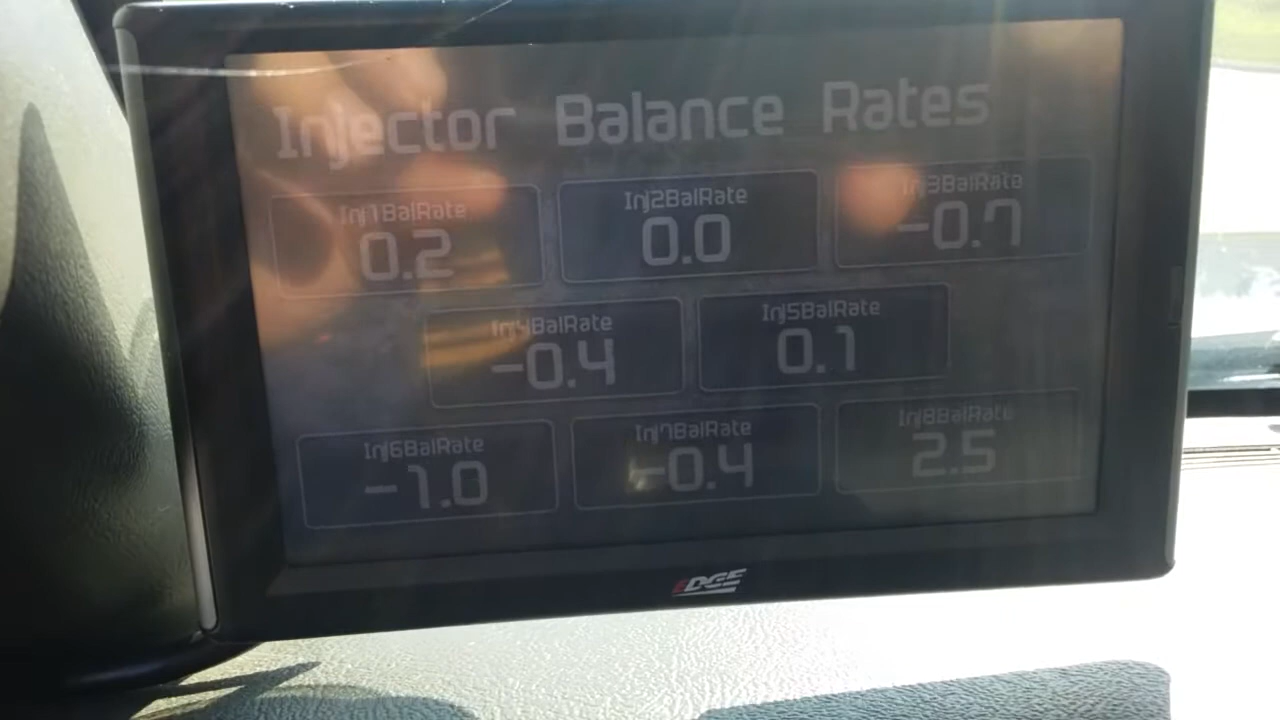 Injector Balance Rates
Inj1BalRate
0.2
Inj2BalRate
0.0
Inj3BalRate
-0.7
Inj4BalRate
-0.4
Inj5BalRate
0.1
Inj6BalRate
-1.0
Inj7BalRate
-0.4
Inj8BalRate
2.5
EDGE